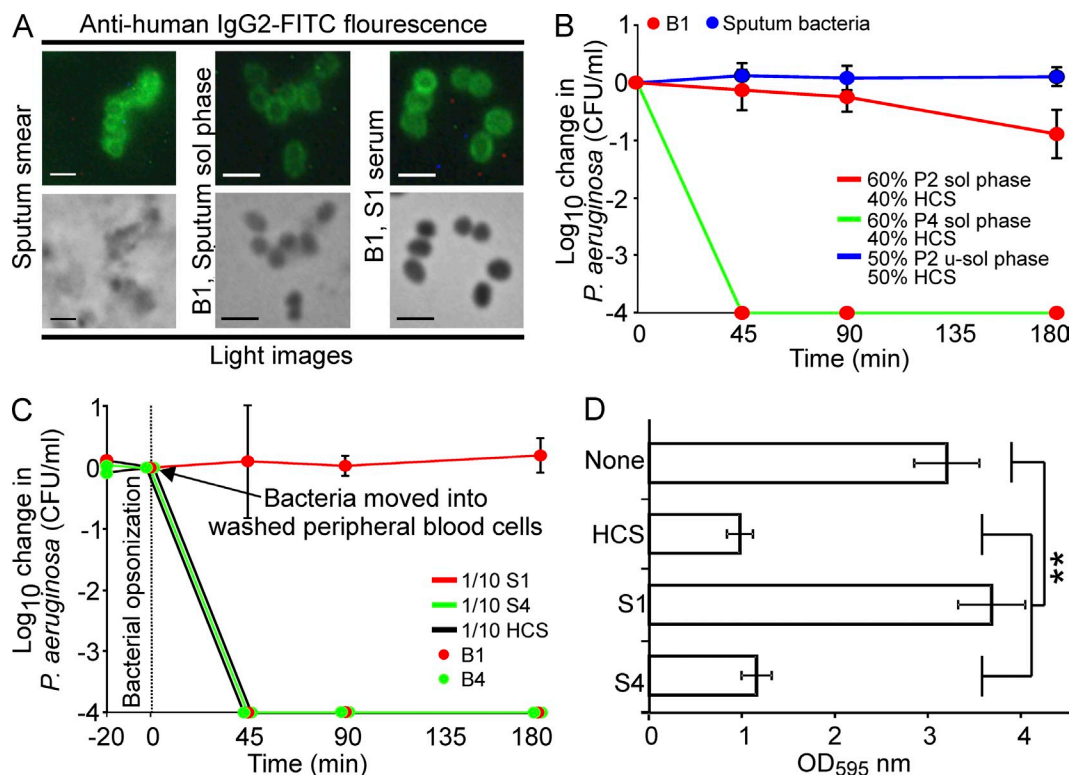 A
Anti-human IgG2-FITC flourescence
Sputum smear
B1, Sputum sol phase
B1, S1 serum
Light images
B
B1
Sputum bacteria
Log10 change in
P. aeruginosa (CFU/ml)
1
0
-1
-2
-3
-4
60% P2 sol phase
40% HCS
60% P4 sol phase
40% HCS
50% P2 u-sol phase
50% HCS
0
45
90
135
180
Time (min)
C
Log10 change in
P. aeruginosa (CFU/ml)
1
0
-1
-2
-3
-4
Bacterial opsonization
Bacteria moved into
washed peripheral blood cells
1/10 S1
1/10 S4
1/10 HCS
B1
B4
-20
0
45
90
135
180
Time (min)
D
None
HCS
S1
S4
**
0
1
2
3
4
OD595 nm